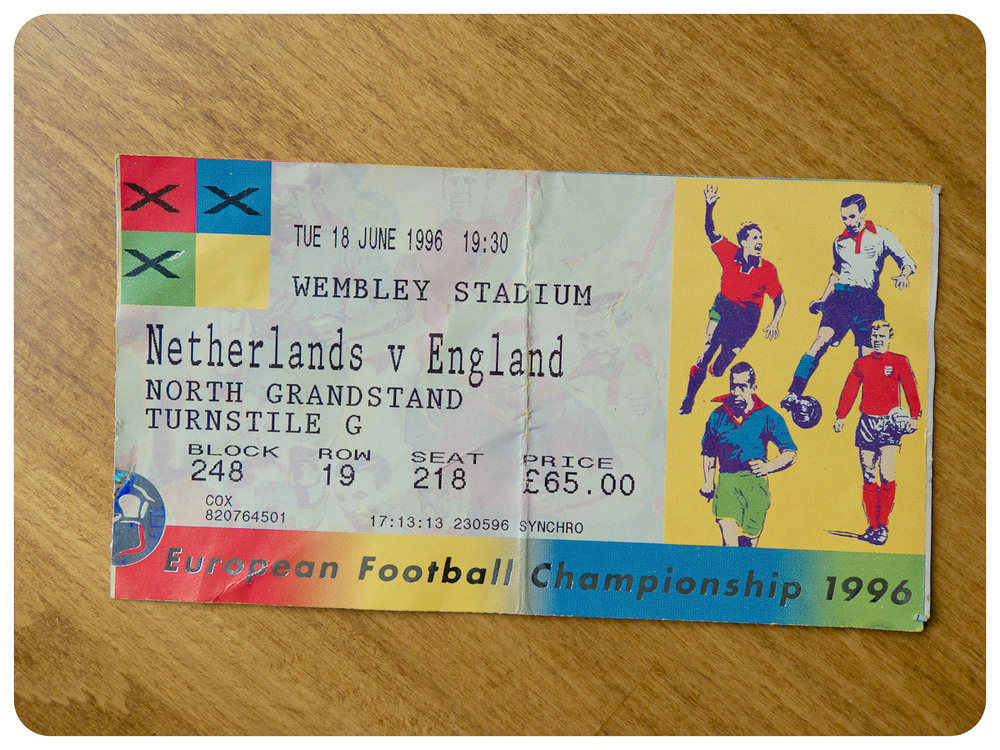 TUE 18 JUNE 1996 19:30
WEMBLEY STADIUM
Netherlands v England
NORTH GRANDSTAND
TURNSTILE G
BLOCK ROW SEAT PRICE
248 19 218 £65.00
COX
820764501 17:13:13 230596 SYNCHRO
European Football Championship 1996